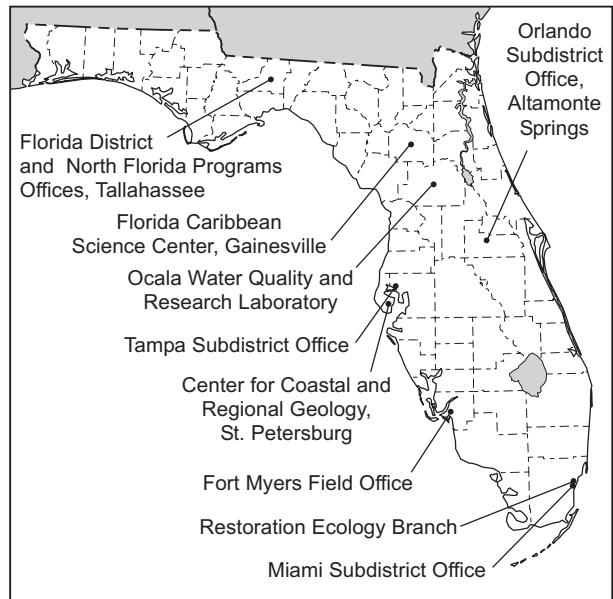 Orlando
Subdistrict
Office,
Altamonte
Springs
Florida District
and North Florida Programs
Offices, Tallahassee
Florida Caribbean
Science Center, Gainesville
Ocala Water Quality and
Research Laboratory
Tampa Subdistrict Office
Center for Coastal and
Regional Geology,
St. Petersburg
Fort Myers Field Office
Restoration Ecology Branch
Miami Subdistrict Office